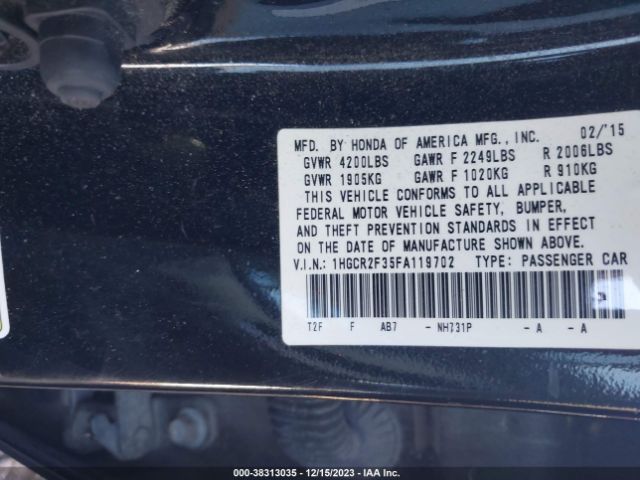 MFD. BY HONDA OF AMERICA MFG., INC. 02/'15
GVWR 4200LBS GAWR F 2249LBS R 2006LBS
GVWR 1905KG GAWR F 1020KG R 910KG
THIS VEHICLE CONFORMS TO ALL APPLICABLE
FEDERAL MOTOR VEHICLE SAFETY, BUMPER,
AND THEFT PREVENTION STANDARDS IN EFFECT
ON THE DATE OF MANUFACTURE SHOWN ABOVE.
V.I.N.: 1HGCR2F35FA119702 TYPE: PASSENGER CAR
T2F F AB7 - NH731P - A - A
000-38313035 - 12/15/2023 - IAA Inc.